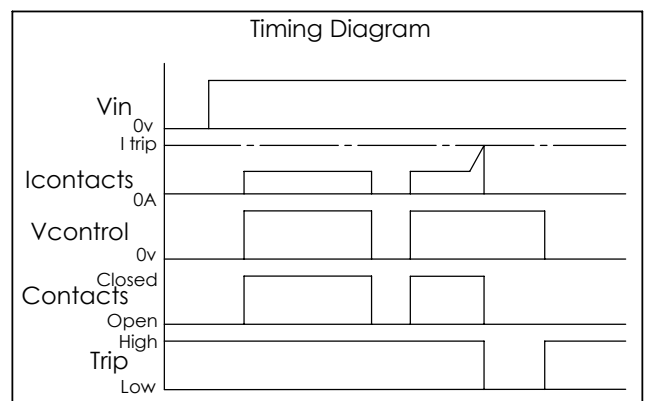 Timing Diagram
Vin
0v
I trip
Icontacts
0A
Vcontrol
0v
Closed
Contacts
Open
High
Trip
Low